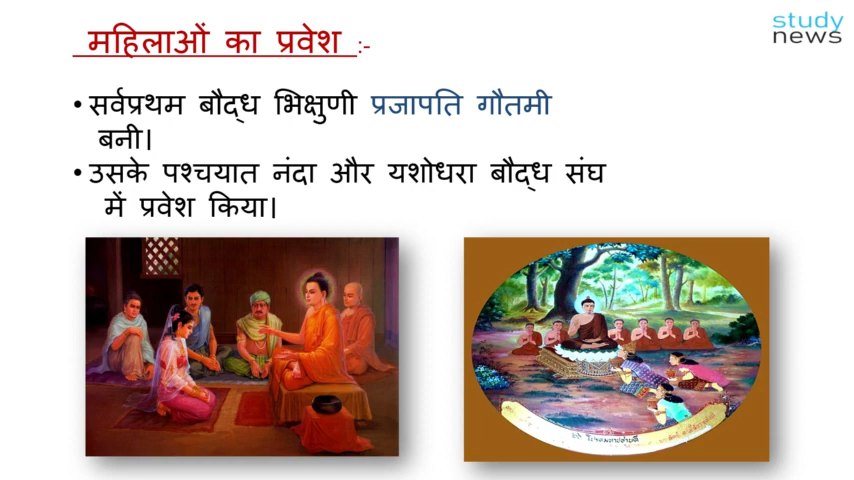 study
news
महिलाओं का प्रवेश :-
• सर्वप्रथम बौद्ध भिक्षुणी प्रजापति गौतमी
बनी।
• उसके पश्चयात नंदा और यशोधरा बौद्ध संघ
में प्रवेश किया।